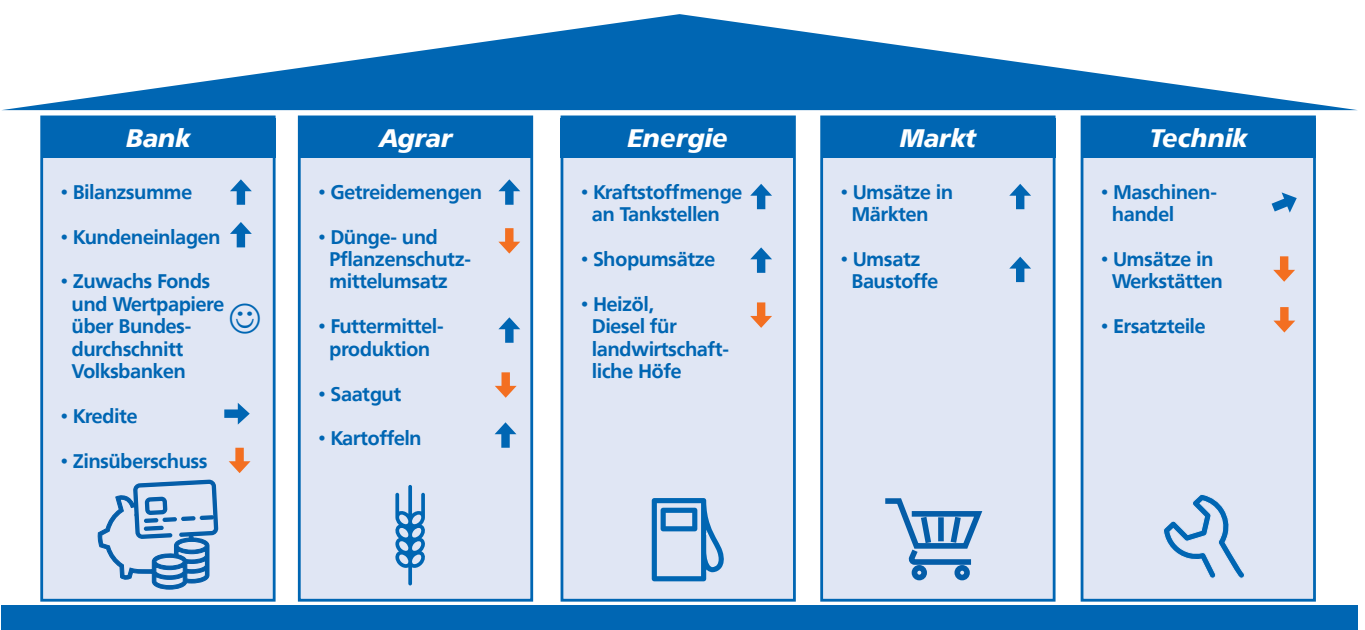 Bank
• Bilanzsumme
• Kundeneinlagen
• Zuwachs Fonds
und Wertpapiere
über Bundes-
durchschnitt
Volksbanken
• Kredite
• Zinsüberschuss
Agrar
• Getreidemengen
• Dünge- und
Pflanzenschutz-
mittelumsatz
• Futtermittel-
produktion
• Saatgut
• Kartoffeln
Energie
• Kraftstoffmenge
an Tankstellen
• Shopumsätze
• Heizöl,
Diesel für
landwirtschaft-
liche Höfe
Markt
• Umsätze in
Märkten
• Umsatz
Baustoffe
Technik
• Maschinen-
handel
• Umsätze in
Werkstätten
• Ersatzteile